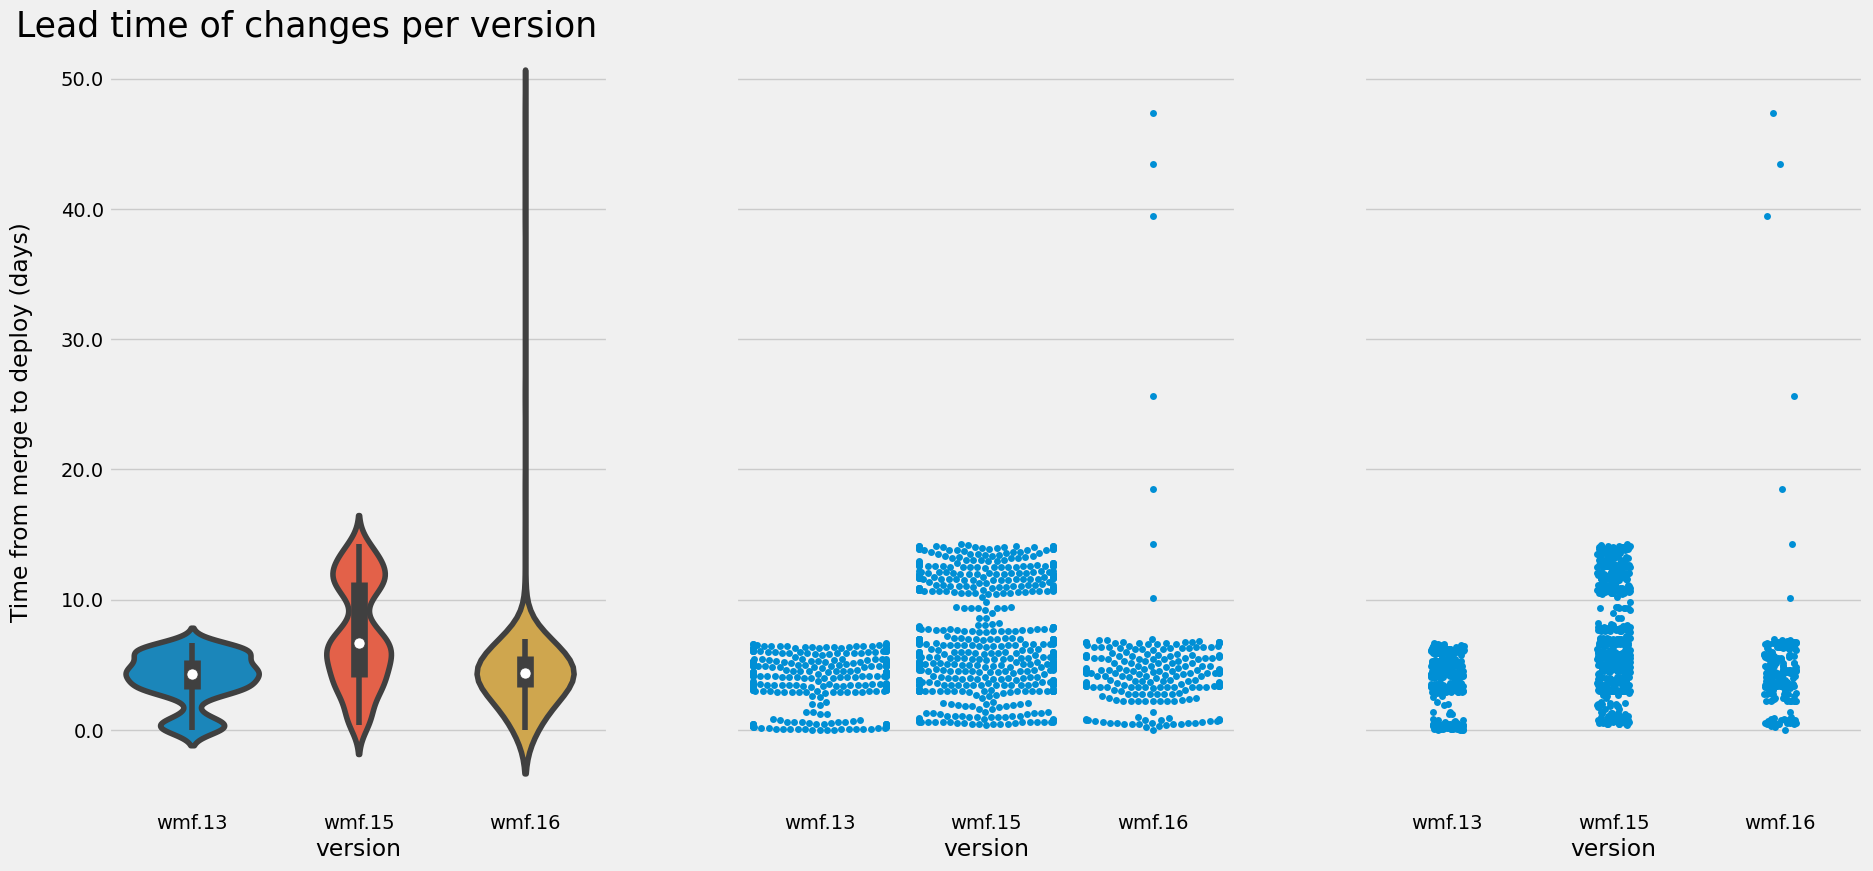 Lead time of changes per version
Time from merge to deploy (days)
50.0
40.0
30.0
20.0
10.0
0.0
wmf.13 wmf.15 wmf.16
version
wmf.13 wmf.15 wmf.16
version
wmf.13 wmf.15 wmf.16
version